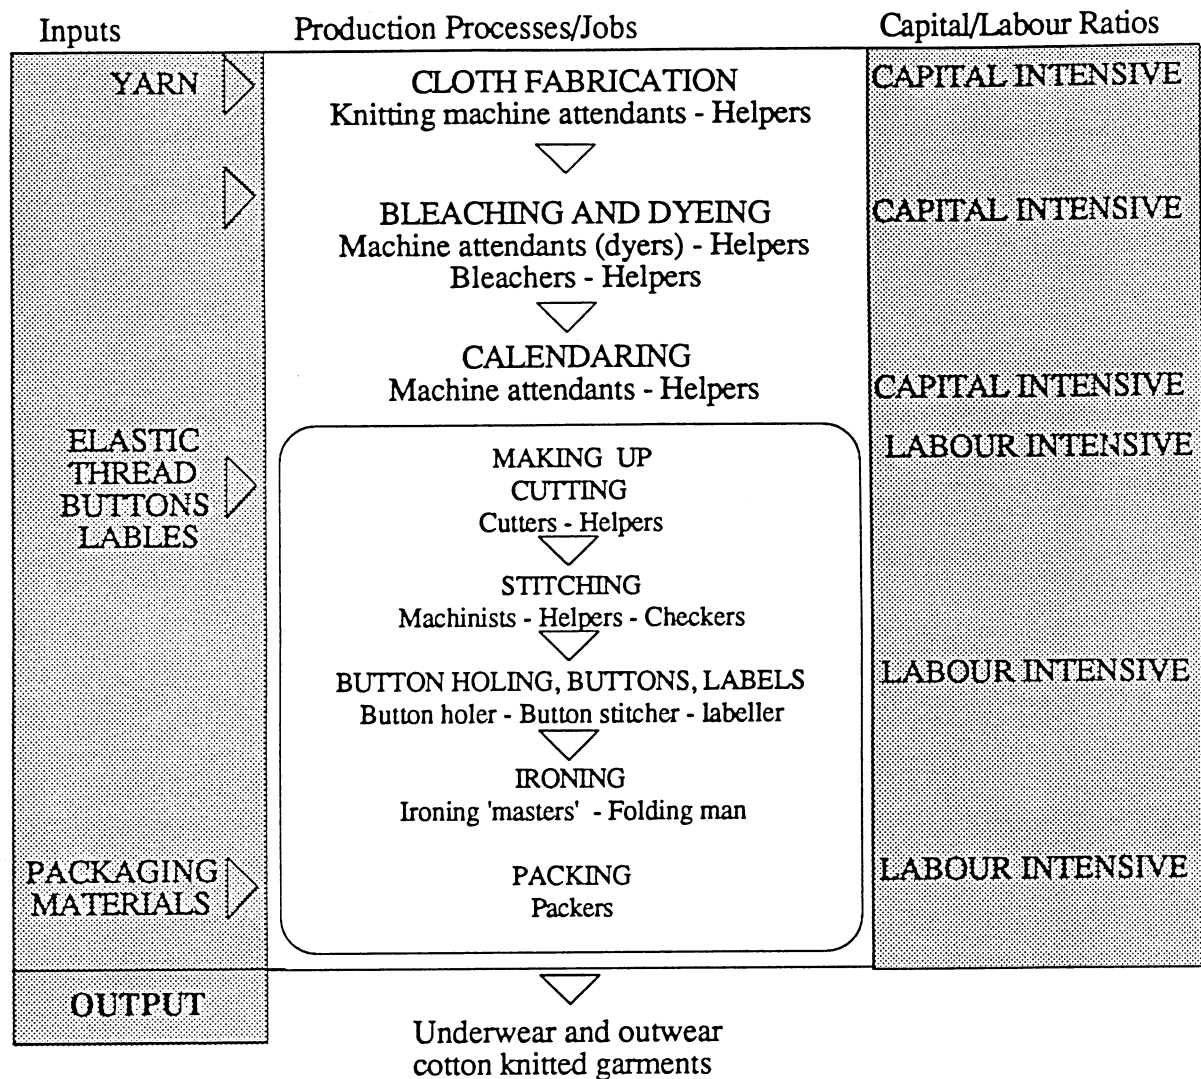 Inputs
Production Processes/Jobs
Capital/Labour Ratios
YARN
CLOTH FABRICATION
CAPITAL INTENSIVE
Knitting machine attendants - Helpers
BLEACHING AND DYEING
CAPITAL INTENSIVE
Machine attendants (dyers) - Helpers
Bleachers - Helpers
CALENDARING
Machine attendants - Helpers
CAPITAL INTENSIVE
ELASTIC
THREAD
BUTTONS
LABLES
MAKING UP
LABOUR INTENSIVE
CUTTING
Cutters - Helpers
STITCHING
Machinists - Helpers - Checkers
BUTTON HOLING, BUTTONS, LABELS
LABOUR INTENSIVE
Button holer - Button stitcher - labeller
IRONING
Ironing 'masters' - Folding man
PACKAGING
MATERIALS
PACKING
LABOUR INTENSIVE
Packers
OUTPUT
Underwear and outwear
cotton knitted garments